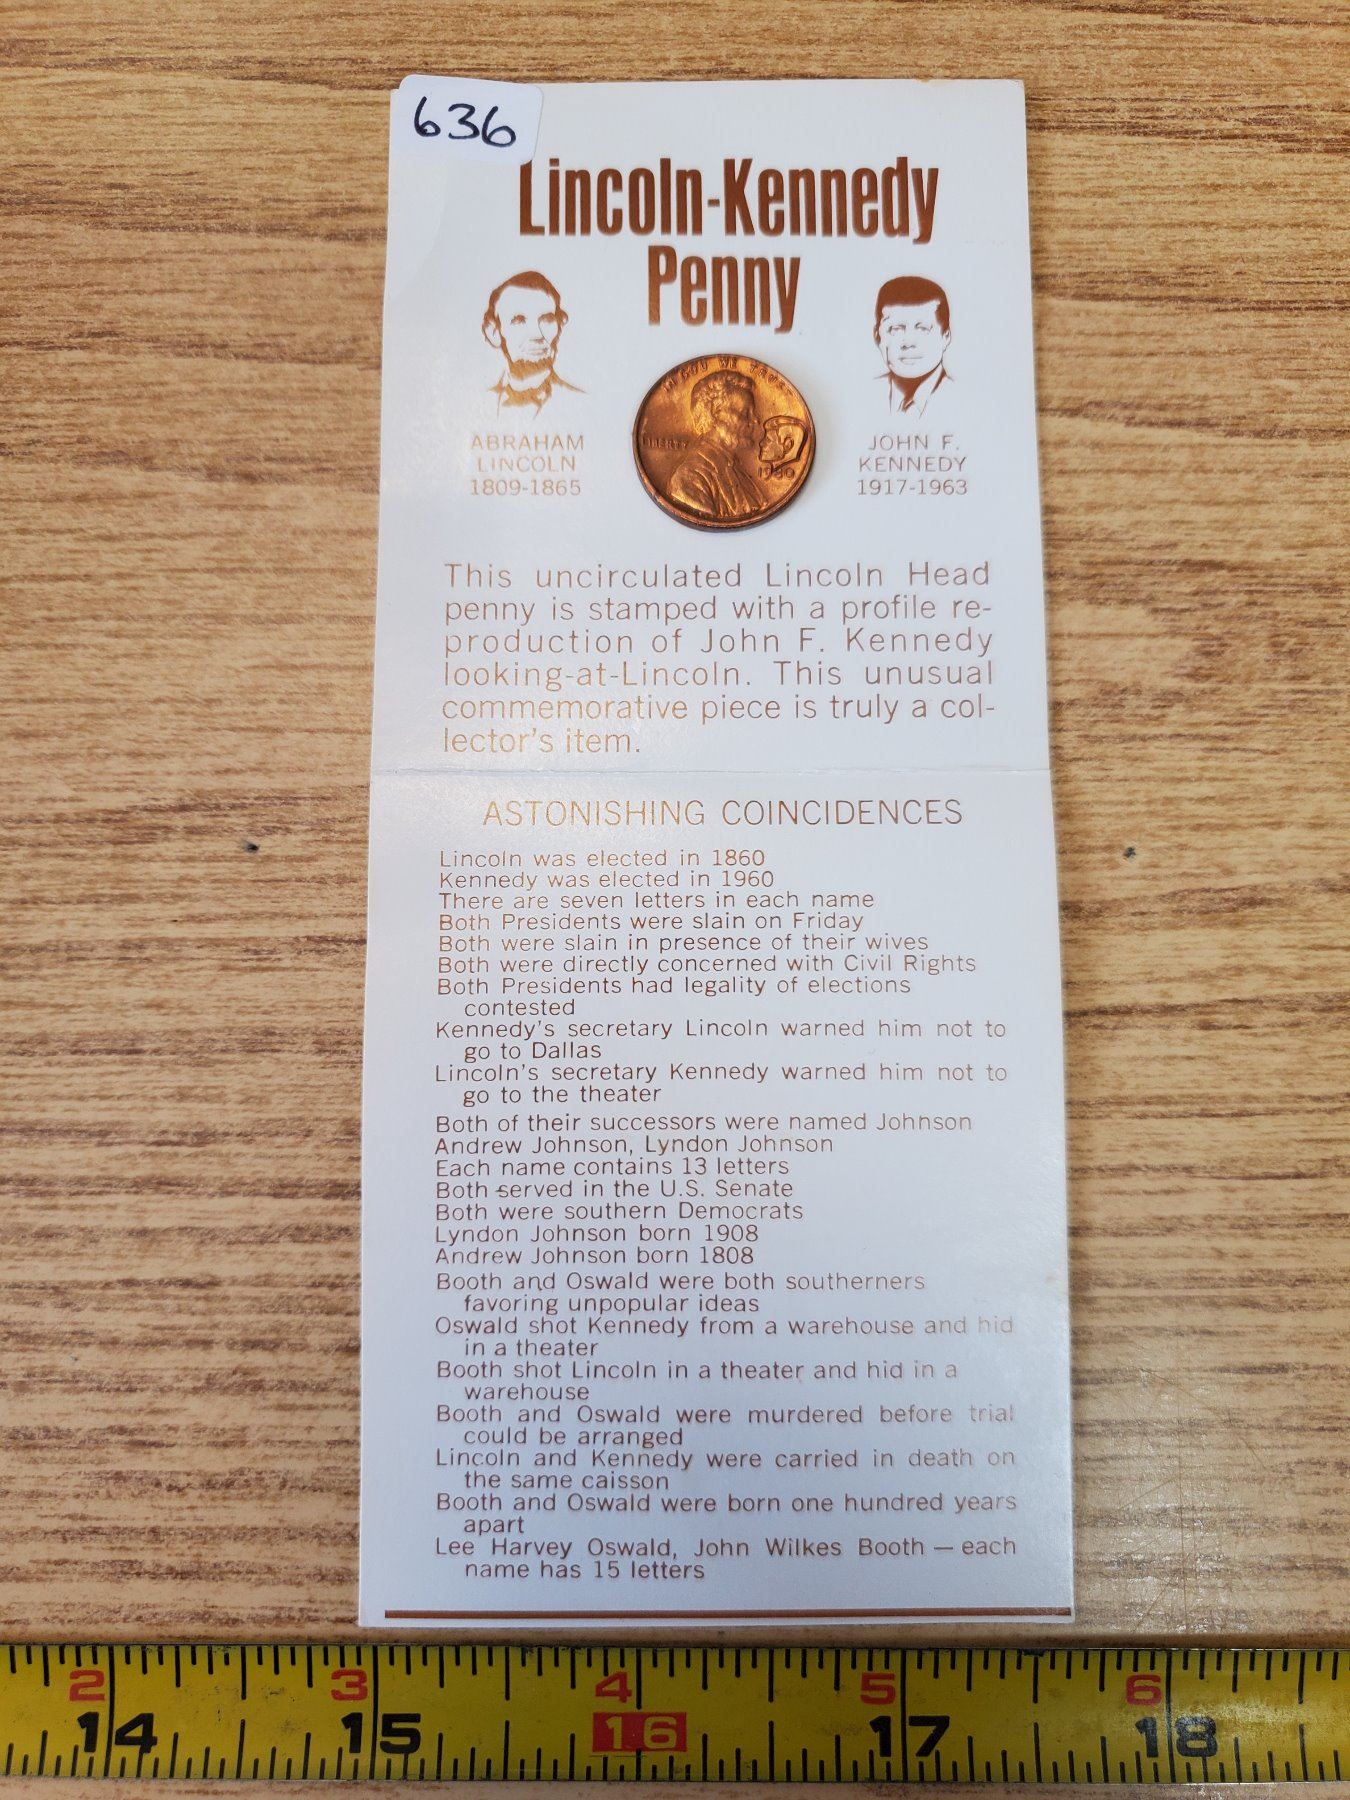 636
Lincoln-Kennedy
Penny
IN GOD WE TRUST
LIBERTY
1980
ABRAHAM
LINCOLN
1809-1865
JOHN F.
KENNEDY
1917-1963
This uncirculated Lincoln Head
penny is stamped with a profile re-
production of John F. Kennedy
looking-at-Lincoln. This unusual
commemorative piece is truly a col-
lector's item.
ASTONISHING COINCIDENCES
Lincoln was elected in 1860
Kennedy was elected in 1960
There are seven letters in each name
Both Presidents were slain on Friday
Both were slain in presence of their wives
Both were directly concerned with Civil Rights
Both Presidents had legality of elections
contested
Kennedy's secretary Lincoln warned him not to
go to Dallas
Lincoln's secretary Kennedy warned him not to
go to the theater
Both of their successors were named Johnson
Andrew Johnson, Lyndon Johnson
Each name contains 13 letters
Both served in the U.S. Senate
Both were southern Democrats
Lyndon Johnson born 1908
Andrew Johnson born 1808
Booth and Oswald were both southerners
favoring unpopular ideas
Oswald shot Kennedy from a warehouse and hid
in a theater
Booth shot Lincoln in a theater and hid in a
warehouse
Booth and Oswald were murdered before trial
could be arranged
Lincoln and Kennedy were carried in death on
the same caisson
Booth and Oswald were born one hundred years
apart
Lee Harvey Oswald, John Wilkes Booth — each
name has 15 letters
2 3 4 5 6
14 15 16 17 18